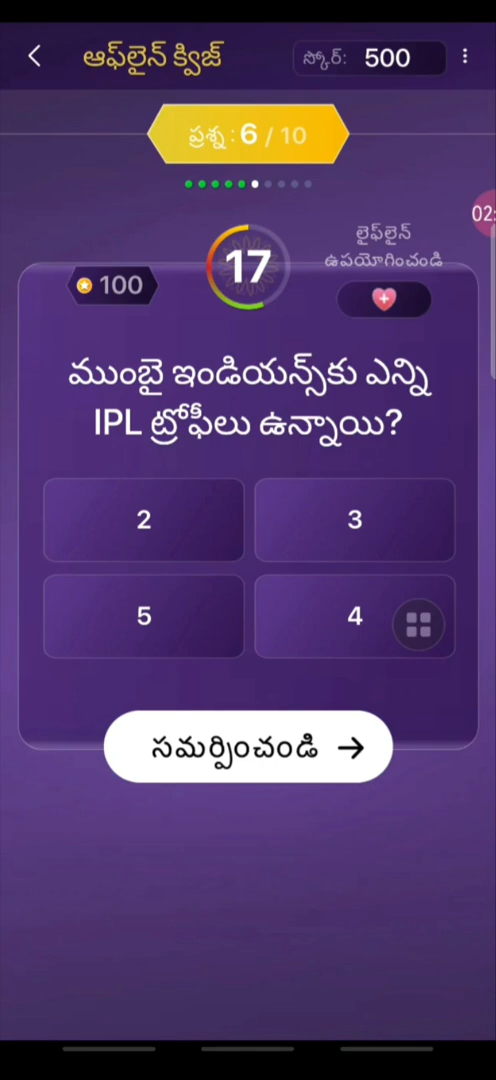 ఆఫ్‌లైన్ క్విజ్
స్కోర్: 500
ప్రశ్న : 6 / 10
లైఫ్‌లైన్
ఉపయోగించండి
100
17
ముంబై ఇండియన్స్‌కు ఎన్ని
IPL ట్రోఫీలు ఉన్నాయి?
2
3
5
4
సమర్పించండి →